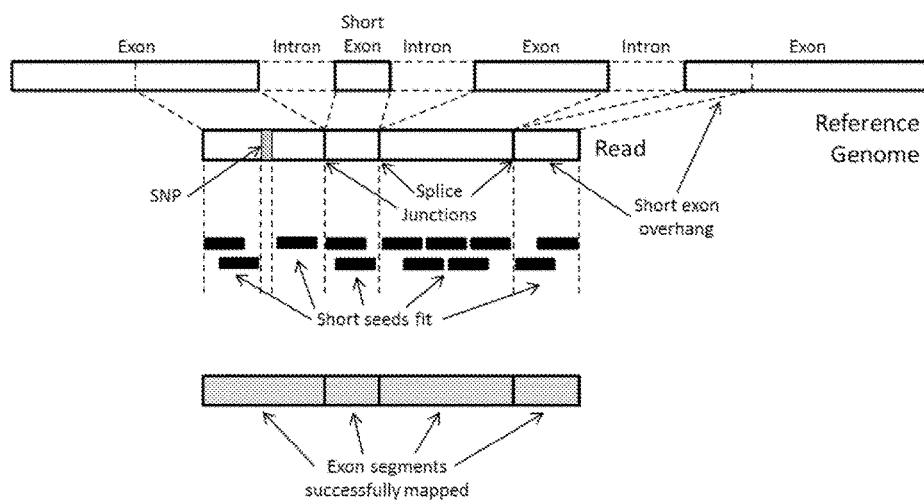 Exon
Intron
Short
Exon
Intron
Exon
Intron
Exon
Reference
Genome
Read
SNP
Splice
Junctions
Short exon
overhang
Short seeds fit
Exon segments
successfully mapped